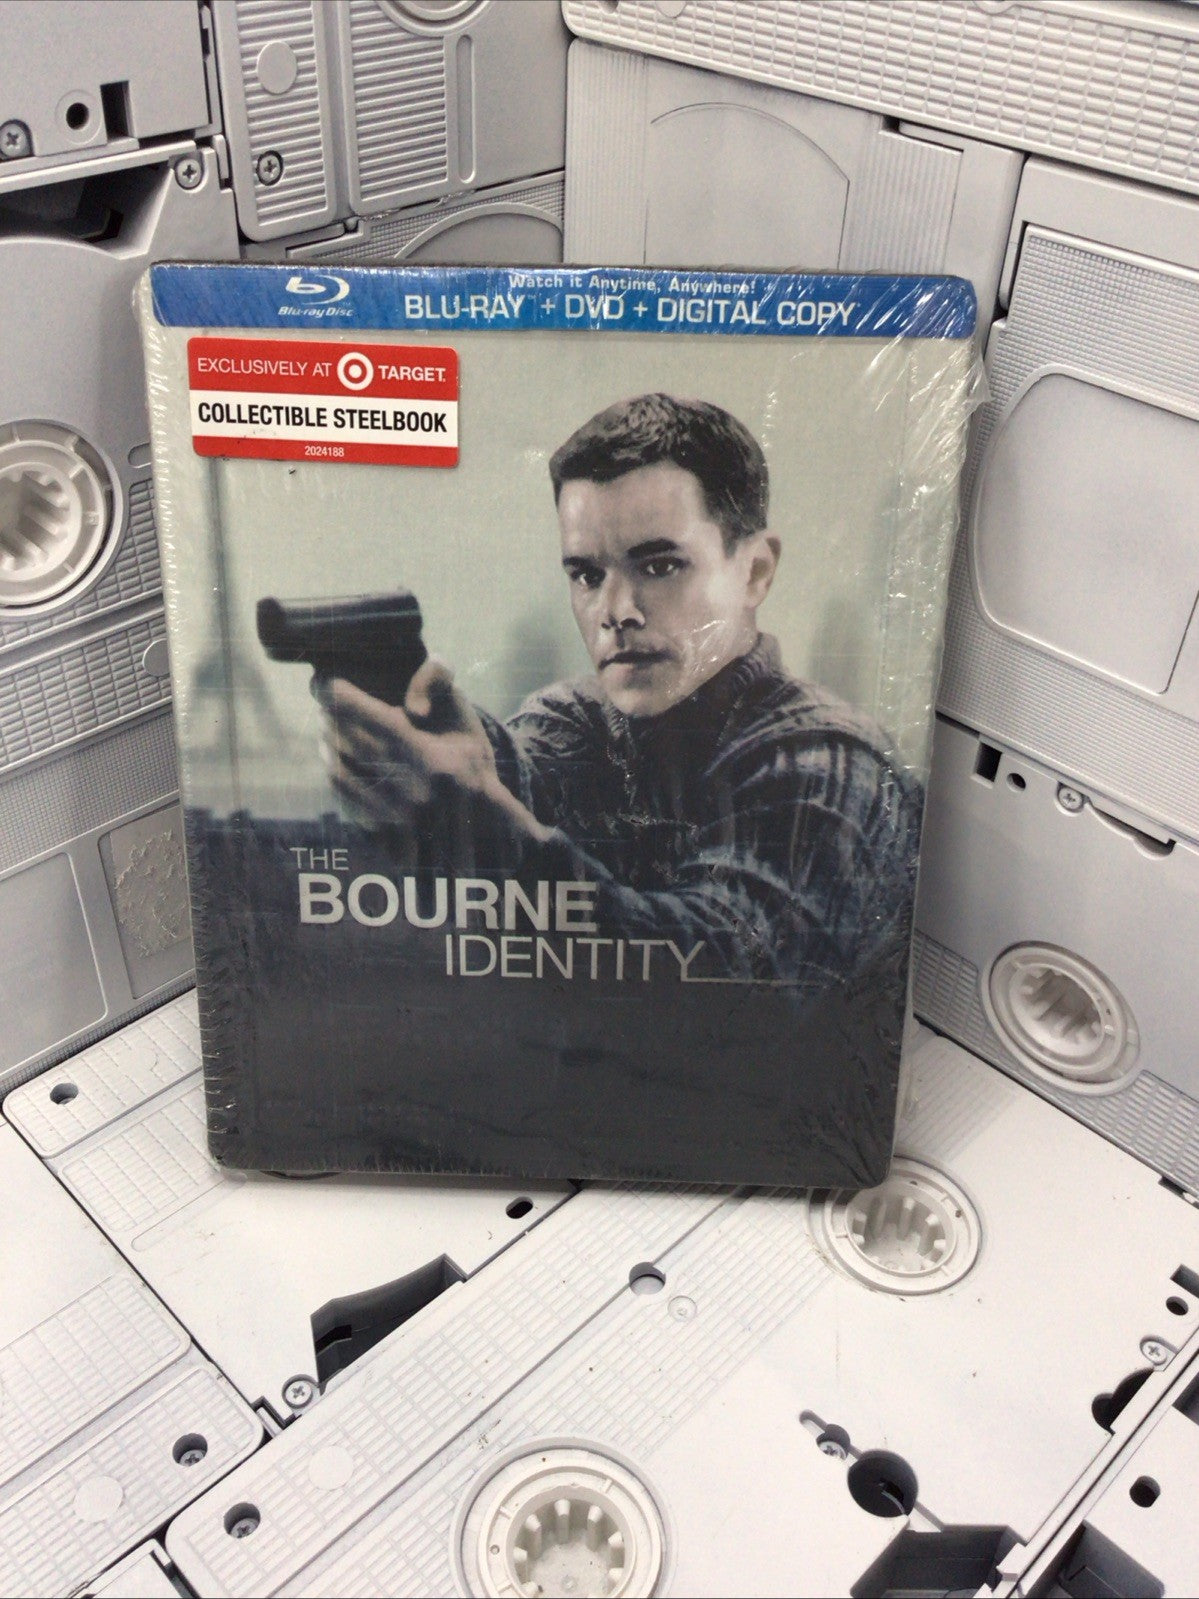 Watch it Anytime, Anywhere!
Blu-ray Disc
BLU-RAY™ + DVD + DIGITAL COPY
EXCLUSIVELY AT TARGET.
COLLECTIBLE STEELBOOK
2024188
THE
BOURNE
IDENTITY